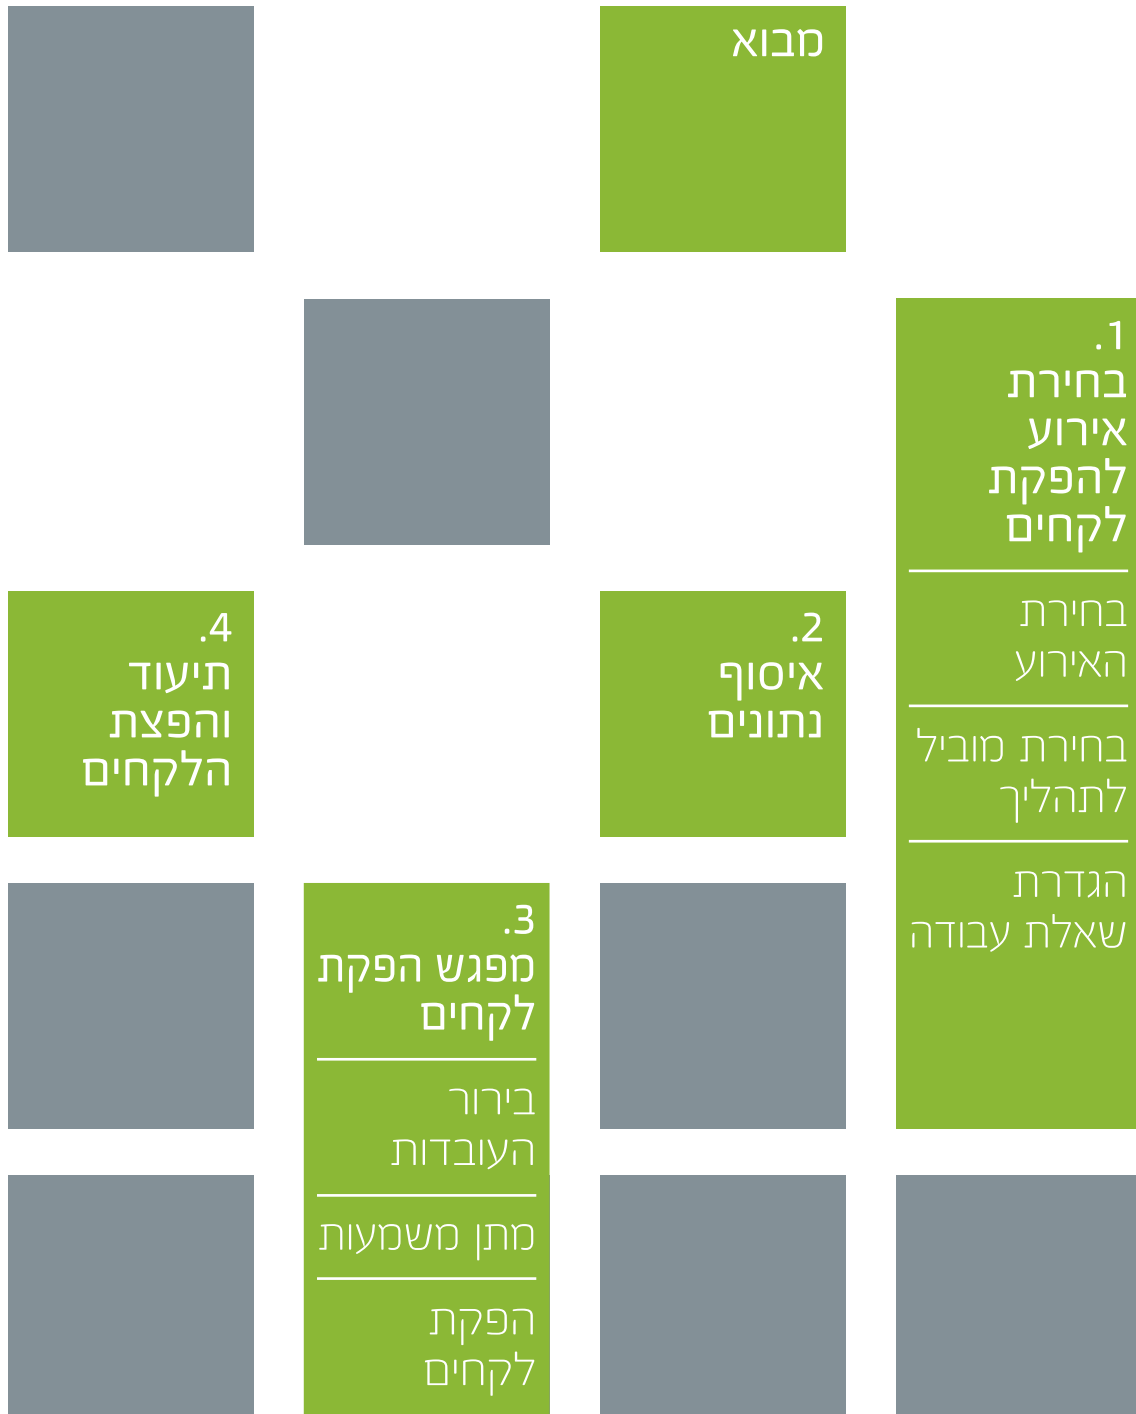 מבוא
1.
בחירת
אירוע
להפקת
לקחים
בחירת
האירוע
בחירת מוביל
לתהליך
הגדרת
שאלת עבודה
2.
איסוף
נתונים
3.
מפגש הפקת
לקחים
בירור
העובדות
מתן משמעות
הפקת
לקחים
4.
תיעוד
והפצת
הלקחים